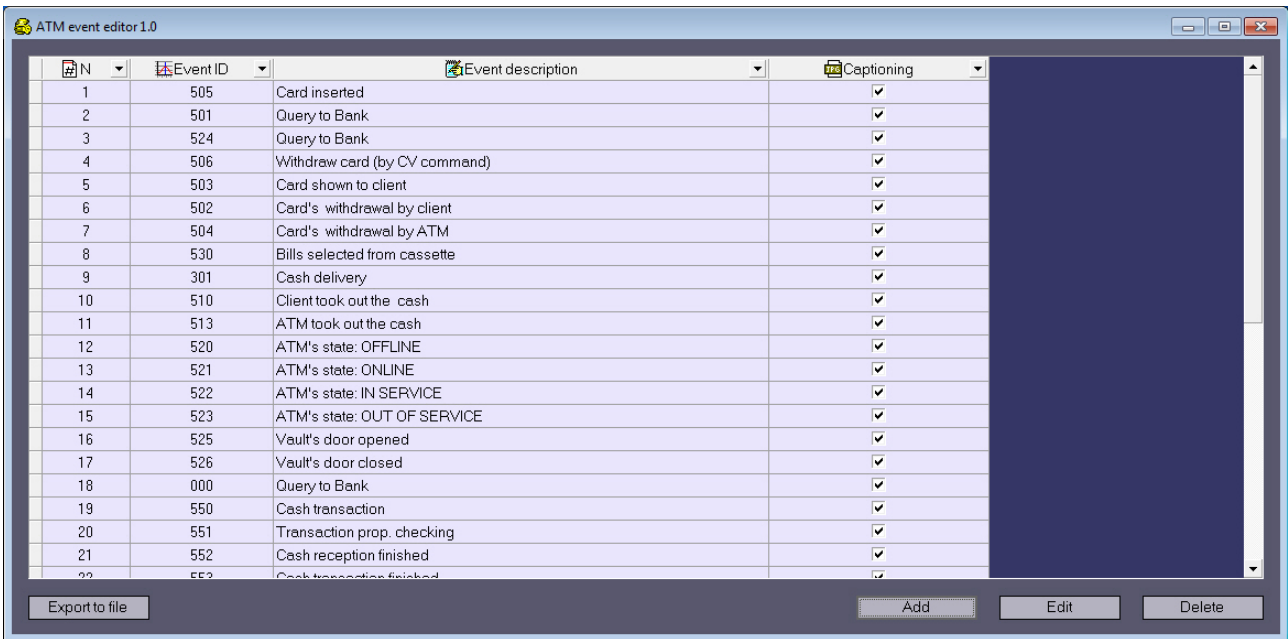 ATM event editor 1.0
N Event ID Event description Captioning
1 505 Card inserted
2 501 Query to Bank
3 524 Query to Bank
4 506 Withdraw card (by CV command)
5 503 Card shown to client
6 502 Card's  withdrawal by client
7 504 Card's  withdrawal by ATM
8 530 Bills selected from cassette
9 301 Cash delivery
10 510 Client took out the  cash
11 513 ATM took out the cash
12 520 ATM's state: OFFLINE
13 521 ATM's state: ONLINE
14 522 ATM's state: IN SERVICE
15 523 ATM's state: OUT OF SERVICE
16 525 Vault's door opened
17 526 Vault's door closed
18 000 Query to Bank
19 550 Cash transaction
20 551 Transaction prop. checking
21 552 Cash reception finished
22 553 Cash transaction finished
Export to file Add Edit Delete